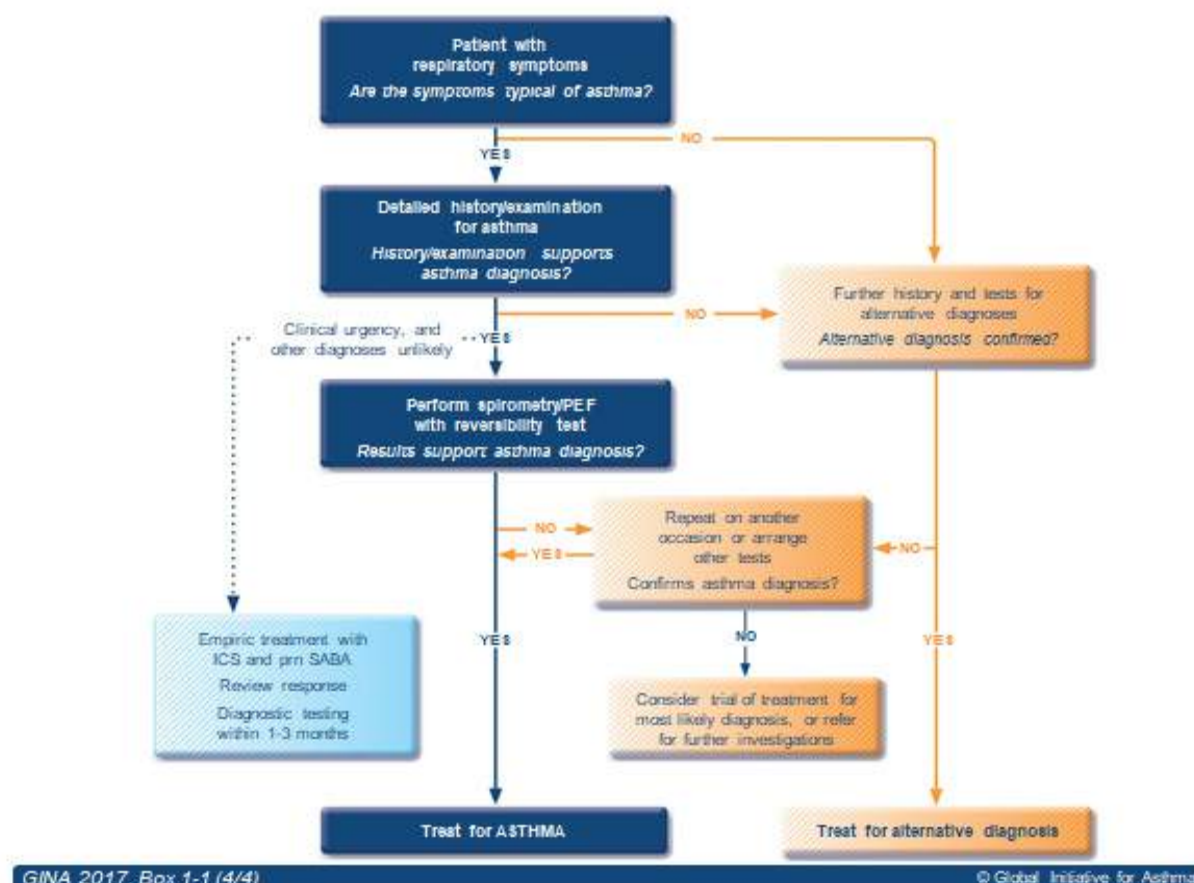 Patient with
respiratory symptoms
Are the symptoms typical of asthma?
NO
YES
Detailed history/examination
for asthma
History/examination supports
asthma diagnosis?
Further history and tests for
alternative diagnoses
Alternative diagnosis confirmed?
NO
Clinical urgency, and
other diagnoses unlikely
YES
Perform spirometry/PEF
with reversibility test
Results support asthma diagnosis?
Repeat on another
occasion or arrange
other tests
Confirms asthma diagnosis?
NO
YES
NO
Empiric treatment with
ICS and prn SABA
Review response
Diagnostic testing
within 1-3 months
YES
NO
YES
Consider trial of treatment for
most likely diagnosis, or refer
for further investigations
Treat for ASTHMA
Treat for alternative diagnosis
GINA 2017, Box 1-1 (4/4)
© Global Initiative for Asthma